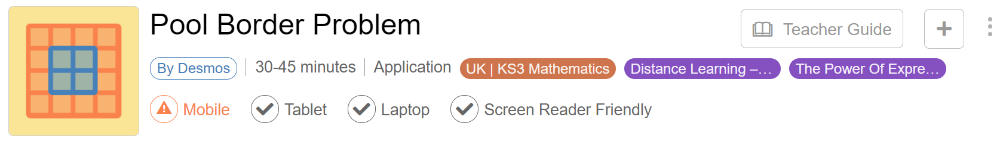 Pool Border Problem
Teacher Guide
By Desmos 30-45 minutes Application UK | KS3 Mathematics Distance Learning –... The Power Of Expre...
Mobile Tablet Laptop Screen Reader Friendly